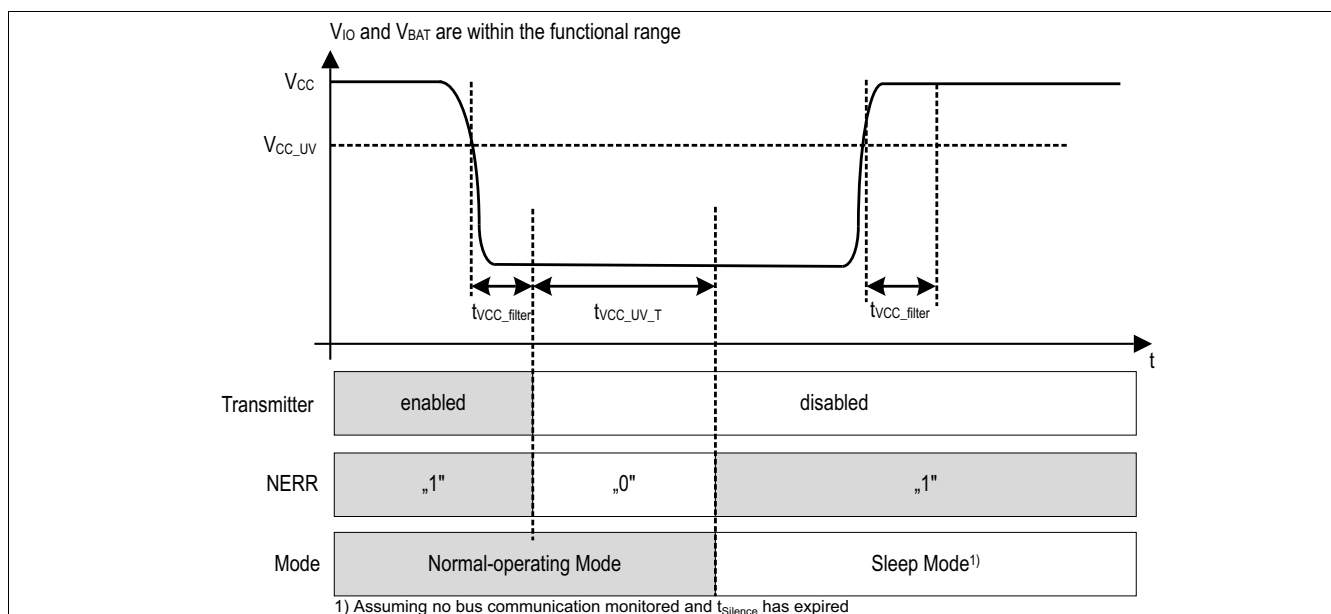 VIO and VBAT are within the functional range
VCC
VCC_UV
tVCC_filter
tVCC_UV_T
tVCC_filter
t
Transmitter enabled disabled
NERR „1" „0" „1"
Mode Normal-operating Mode Sleep Mode1)
1) Assuming no bus communication monitored and tSilence has expired